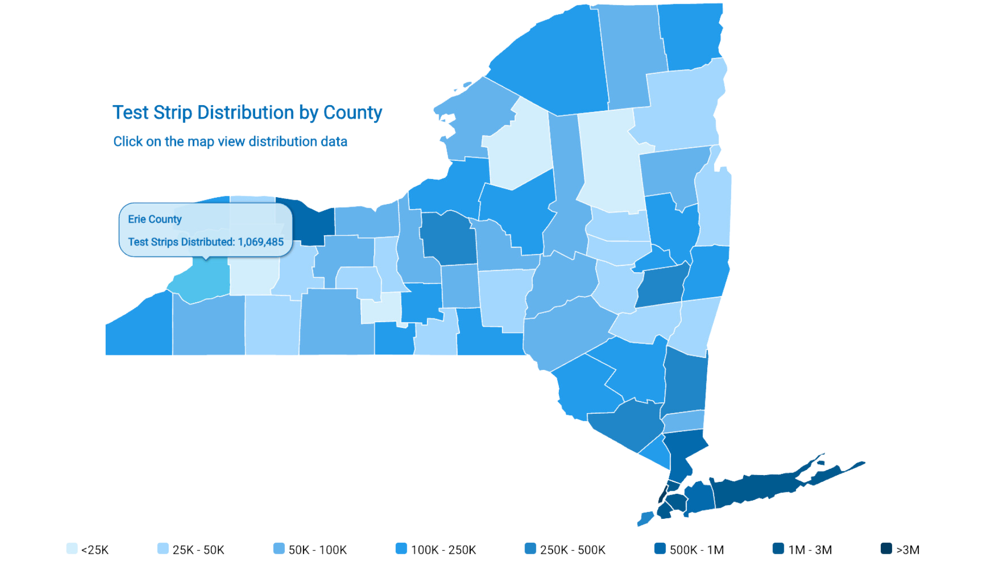 Test Strip Distribution by County
Click on the map view distribution data
Erie County
Test Strips Distributed: 1,069,485
<25K
25K - 50K
50K - 100K
100K - 250K
250K - 500K
500K - 1M
1M - 3M
>3M